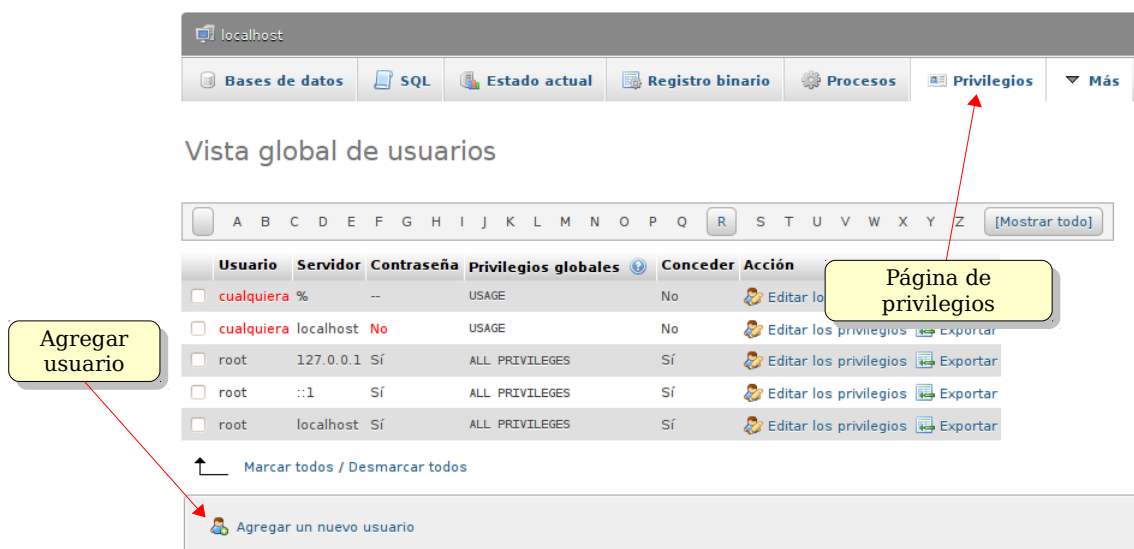 localhost
Bases de datos SQL Estado actual Registro binario Procesos Privilegios Más
Vista global de usuarios
A B C D E F G H I J K L M N O P Q R S T U V W X Y Z [Mostrar todo]
Usuario Servidor Contraseña Privilegios globales Conceder Acción
Página de
privilegios
cualquiera % -- USAGE No Editar lo
cualquiera localhost No USAGE No Editar los privilegios Exportar
Agregar
usuario
root 127.0.0.1 Sí ALL PRIVILEGES Sí Editar los privilegios Exportar
root ::1 Sí ALL PRIVILEGES Sí Editar los privilegios Exportar
root localhost Sí ALL PRIVILEGES Sí Editar los privilegios Exportar
Marcar todos / Desmarcar todos
Agregar un nuevo usuario